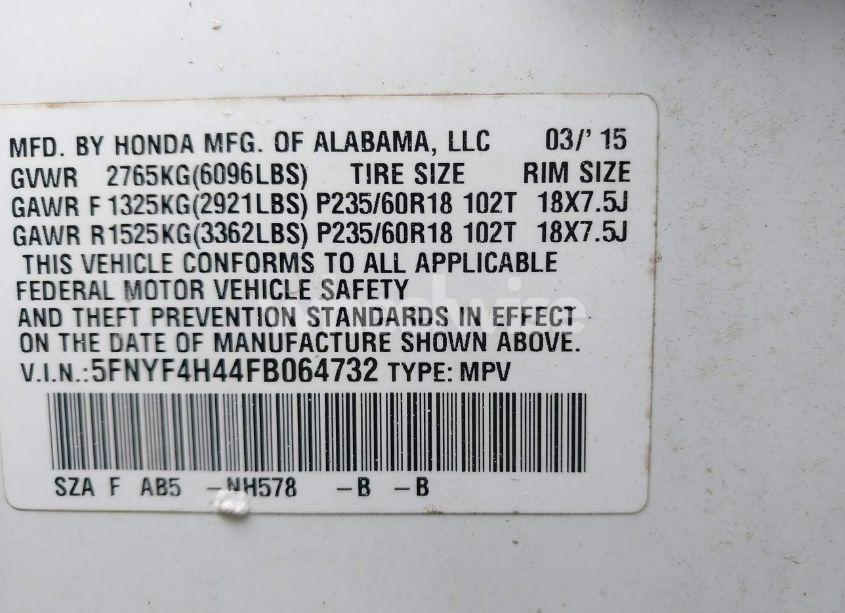 MFD. BY HONDA MFG. OF ALABAMA, LLC 03/' 15
GVWR 2765KG(6096LBS) TIRE SIZE RIM SIZE
GAWR F 1325KG(2921LBS) P235/60R18 102T 18X7.5J
GAWR R1525KG(3362LBS) P235/60R18 102T 18X7.5J
THIS VEHICLE CONFORMS TO ALL APPLICABLE
FEDERAL MOTOR VEHICLE SAFETY
AND THEFT PREVENTION STANDARDS IN EFFECT
ON THE DATE OF MANUFACTURE SHOWN ABOVE.
V.I.N.:5FNYF4H44FB064732 TYPE: MPV
SZA F AB5 -NH578 -B -B